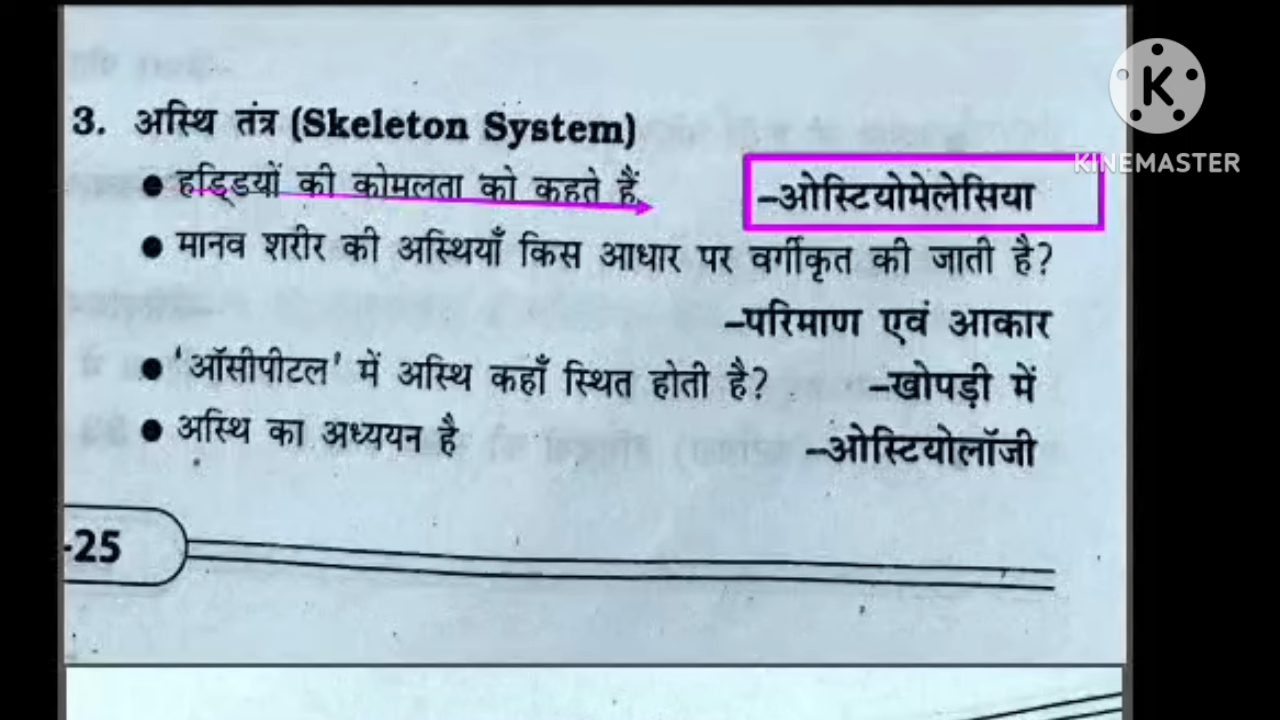 3. अस्थि तंत्र (Skeleton System)
● हड्डियों की कोमलता को कहते हैं –ओस्टियोमेलेसिया
● मानव शरीर की अस्थियाँ किस आधार पर वर्गीकृत की जाती है?
–परिमाण एवं आकार
● 'ऑसीपीटल' में अस्थि कहाँ स्थित होती है? –खोपड़ी में
● अस्थि का अध्ययन है –ओस्टियोलॉजी
-25
K
KINEMASTER